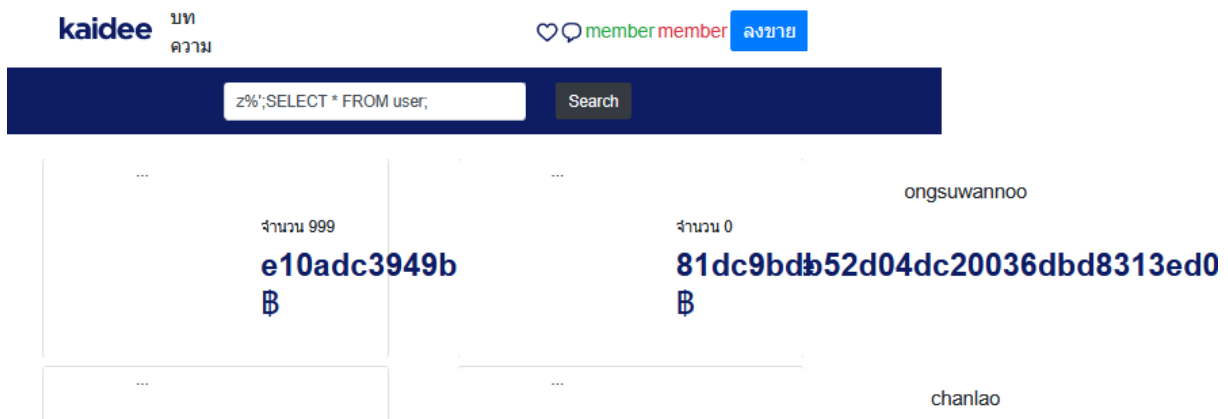 kaidee
บท
ความ
member member ลงขาย
z%';SELECT * FROM user;
Search
...
...
ongsuwannoo
จำนวน 999
จำนวน 0
e10adc3949b
฿
฿
...
...
chanlao